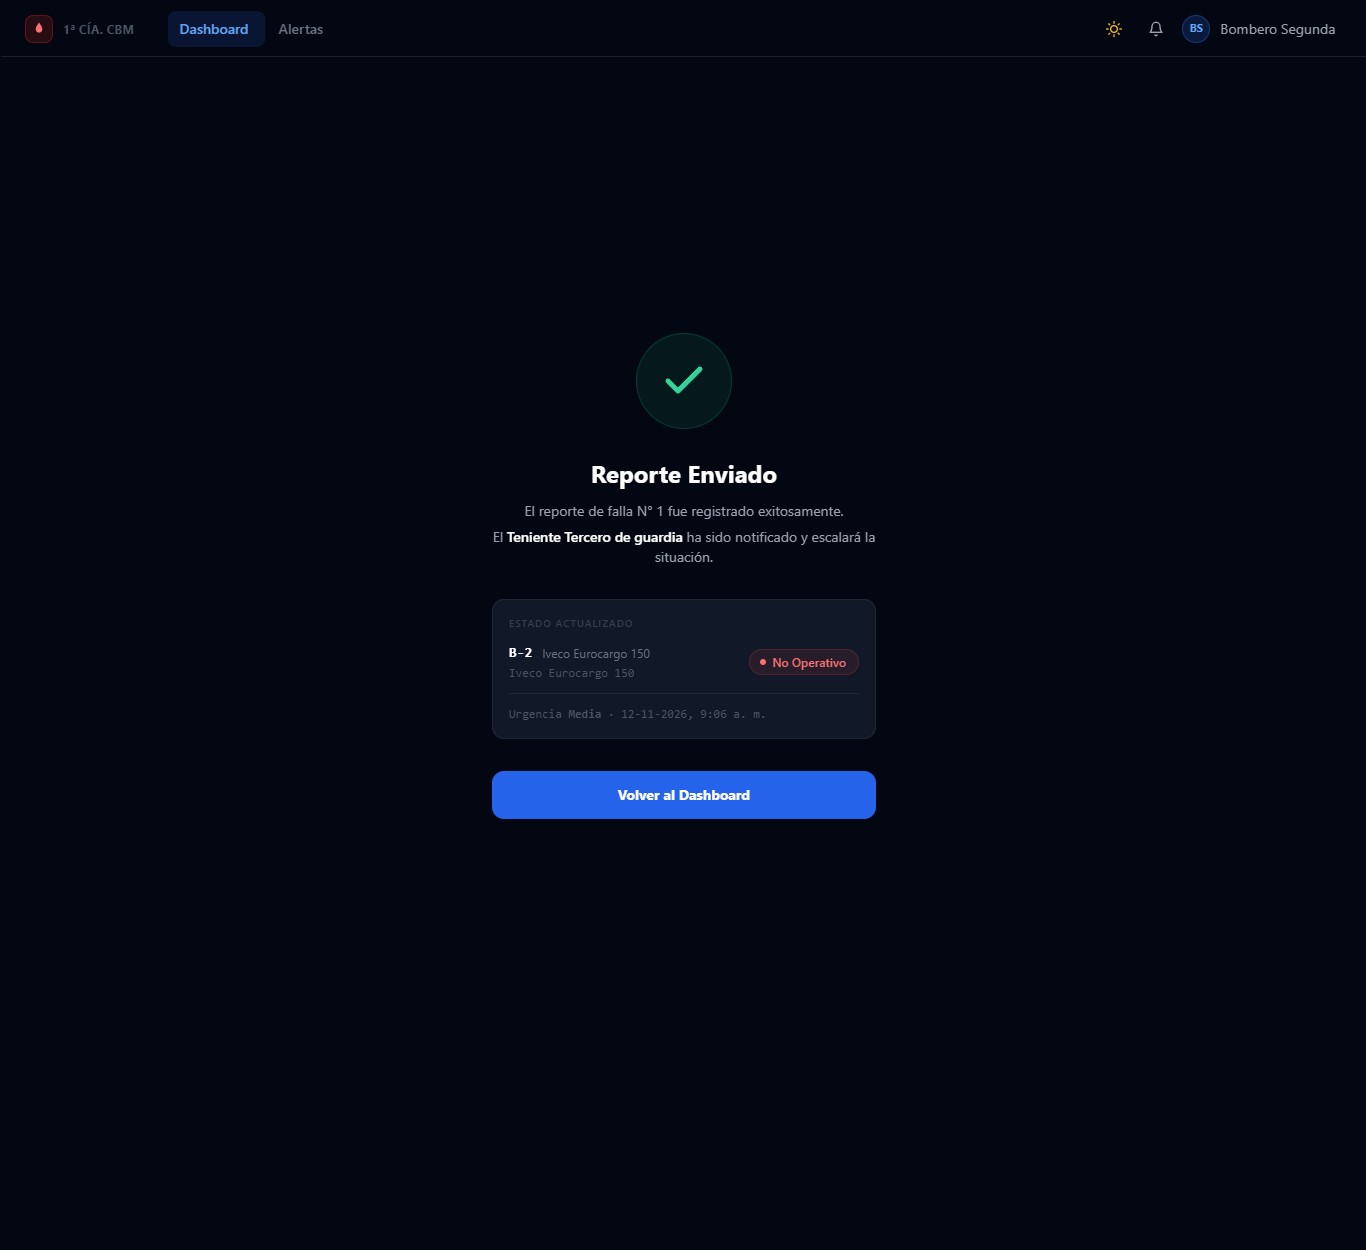 1ª CÍA. CBM
Dashboard
Alertas
BS
Bombero Segunda
Reporte Enviado
El reporte de falla N° 1 fue registrado exitosamente.
El Teniente Tercero de guardia ha sido notificado y escalará la
situación.
ESTADO ACTUALIZADO
B-2 Iveco Eurocargo 150
Iveco Eurocargo 150
No Operativo
Urgencia Media · 12-11-2026, 9:06 a. m.
Volver al Dashboard